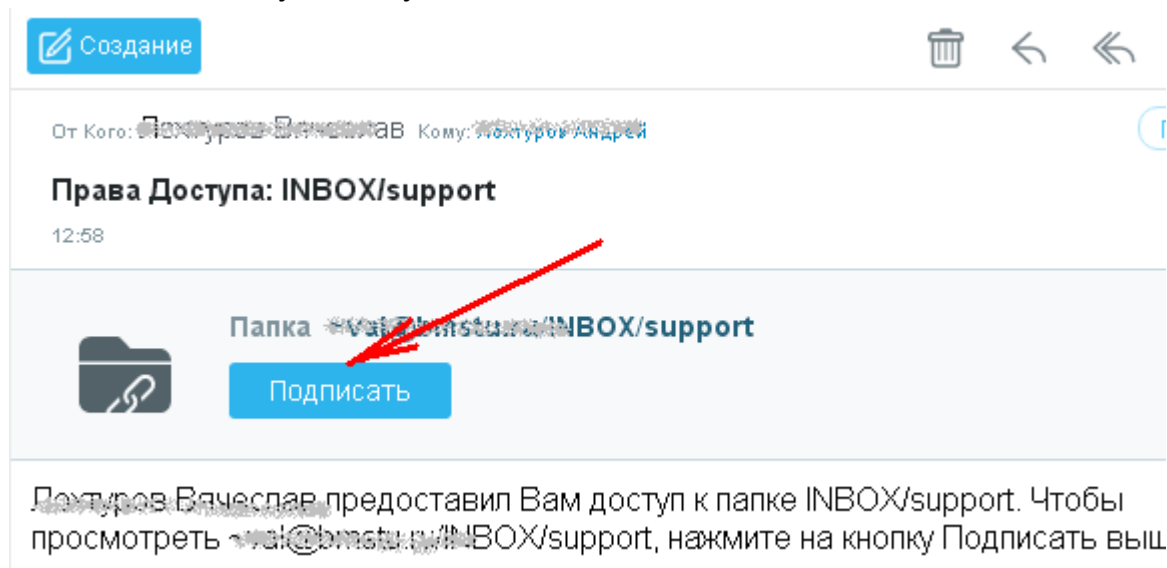 Создание
От Кого: Кому:
Права Доступа: INBOX/support
12:58
Папка INBOX/support
Подписать
предоставил Вам доступ к папке INBOX/support. Чтобы
просмотреть INBOX/support, нажмите на кнопку Подписать выш